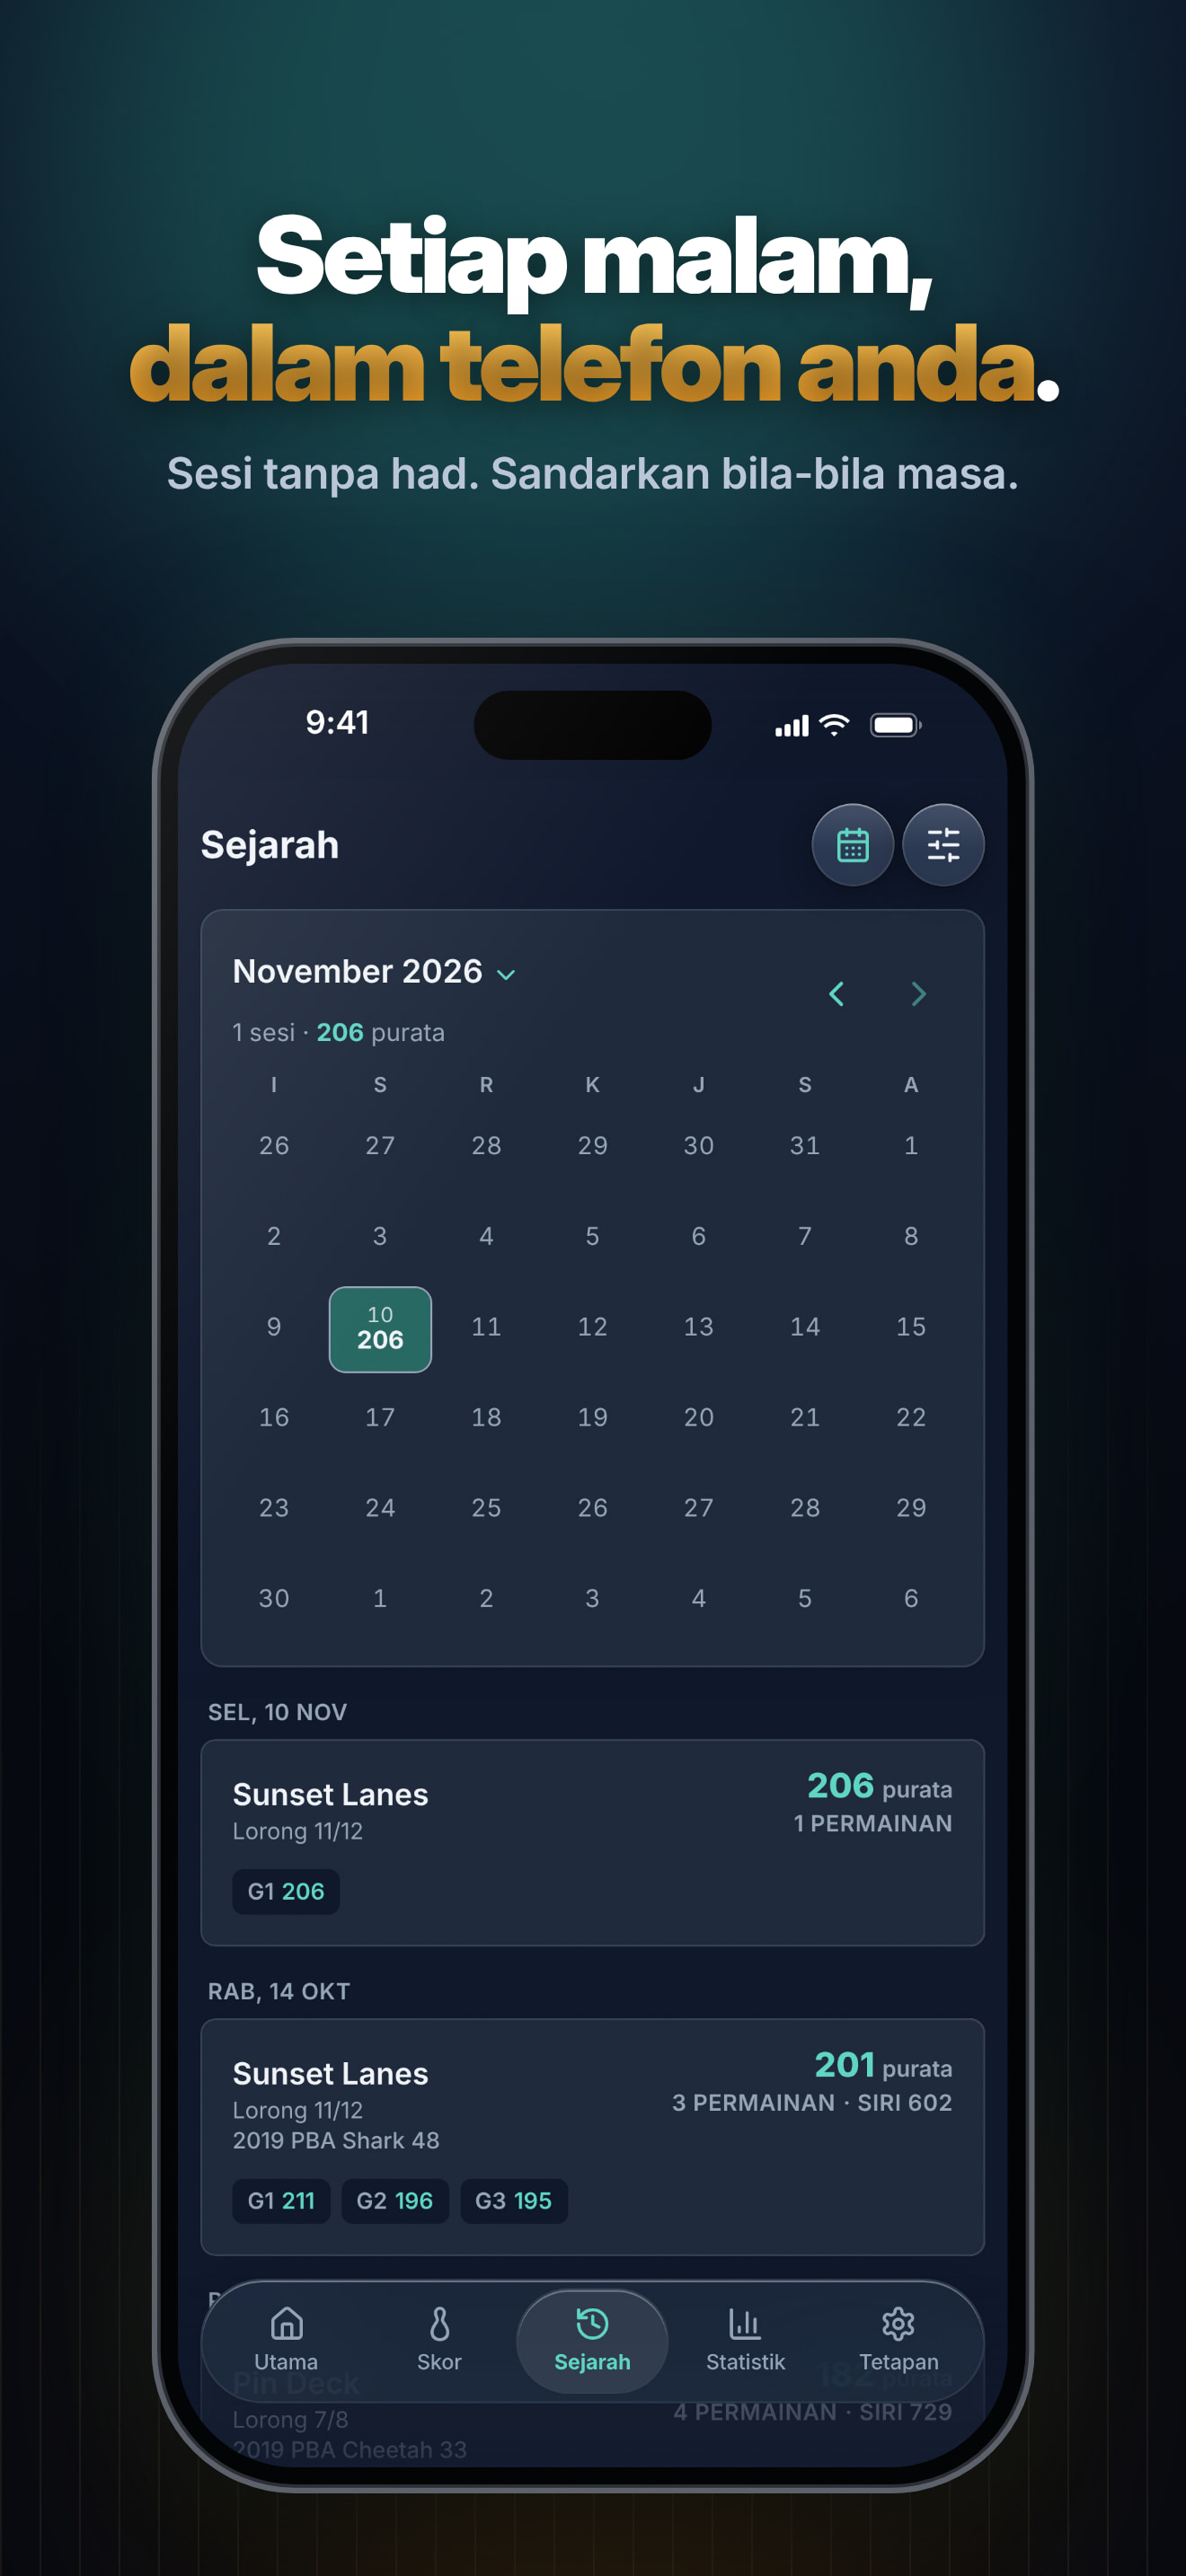 Setiap malam,
dalam telefon anda.
Sesi tanpa had. Sandarkan bila-bila masa.
9:41
Sejarah
November 2026
1 sesi · 206 purata
I S R K J S A
26 27 28 29 30 31 1
2 3 4 5 6 7 8
9 10 11 12 13 14 15
206
16 17 18 19 20 21 22
23 24 25 26 27 28 29
30 1 2 3 4 5 6
SEL, 10 NOV
Sunset Lanes
206 purata
Lorong 11/12
1 PERMAINAN
G1 206
RAB, 14 OKT
Sunset Lanes
201 purata
Lorong 11/12
3 PERMAINAN · SIRI 602
2019 PBA Shark 48
G1 211 G2 196 G3 195
Utama Skor Sejarah Statistik Tetapan
Pin Deck
182 purata
Lorong 7/8
4 PERMAINAN · SIRI 729
2019 PBA Cheetah 33